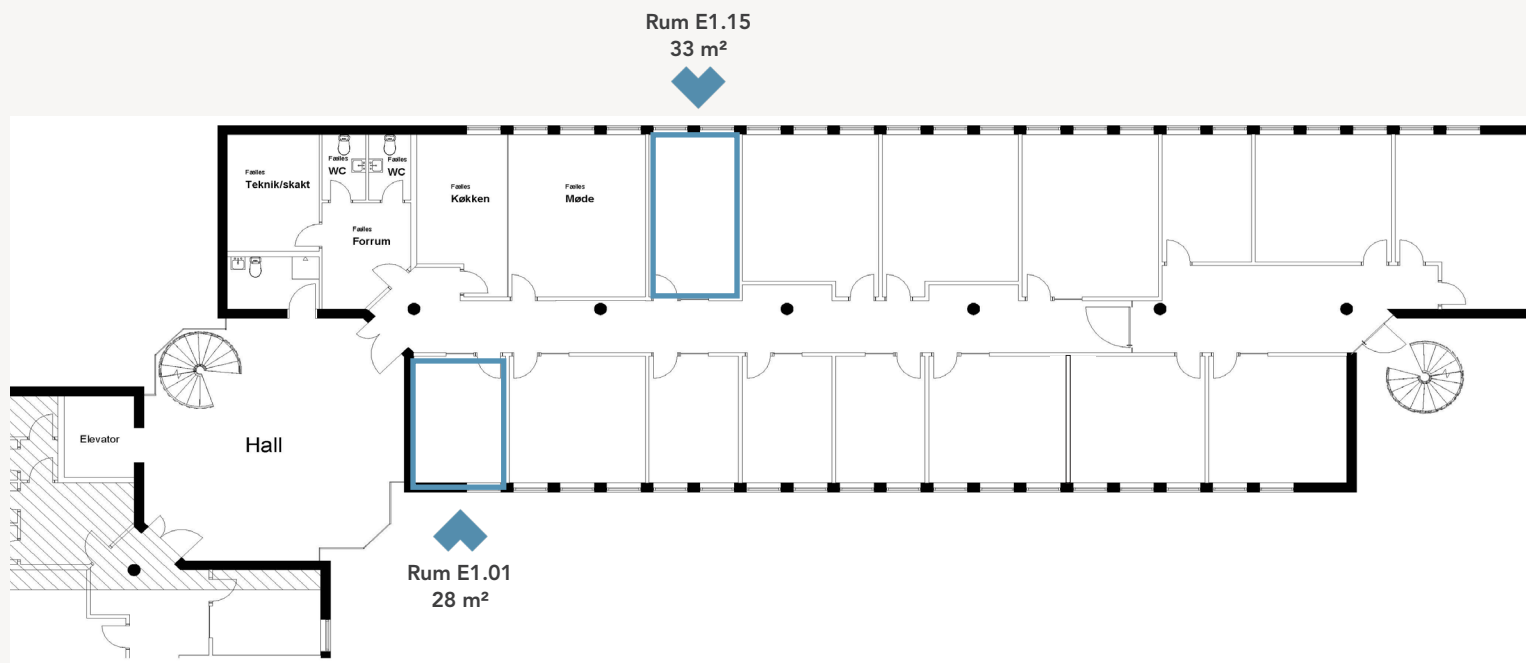 Rum E1.15
33 m²
Fælles
WC
Fælles
WC
Fælles
Teknik/skakt
Fælles
Køkken
Fælles
Møde
Fælles
Forrum
Elevator
Hall
Rum E1.01
28 m²